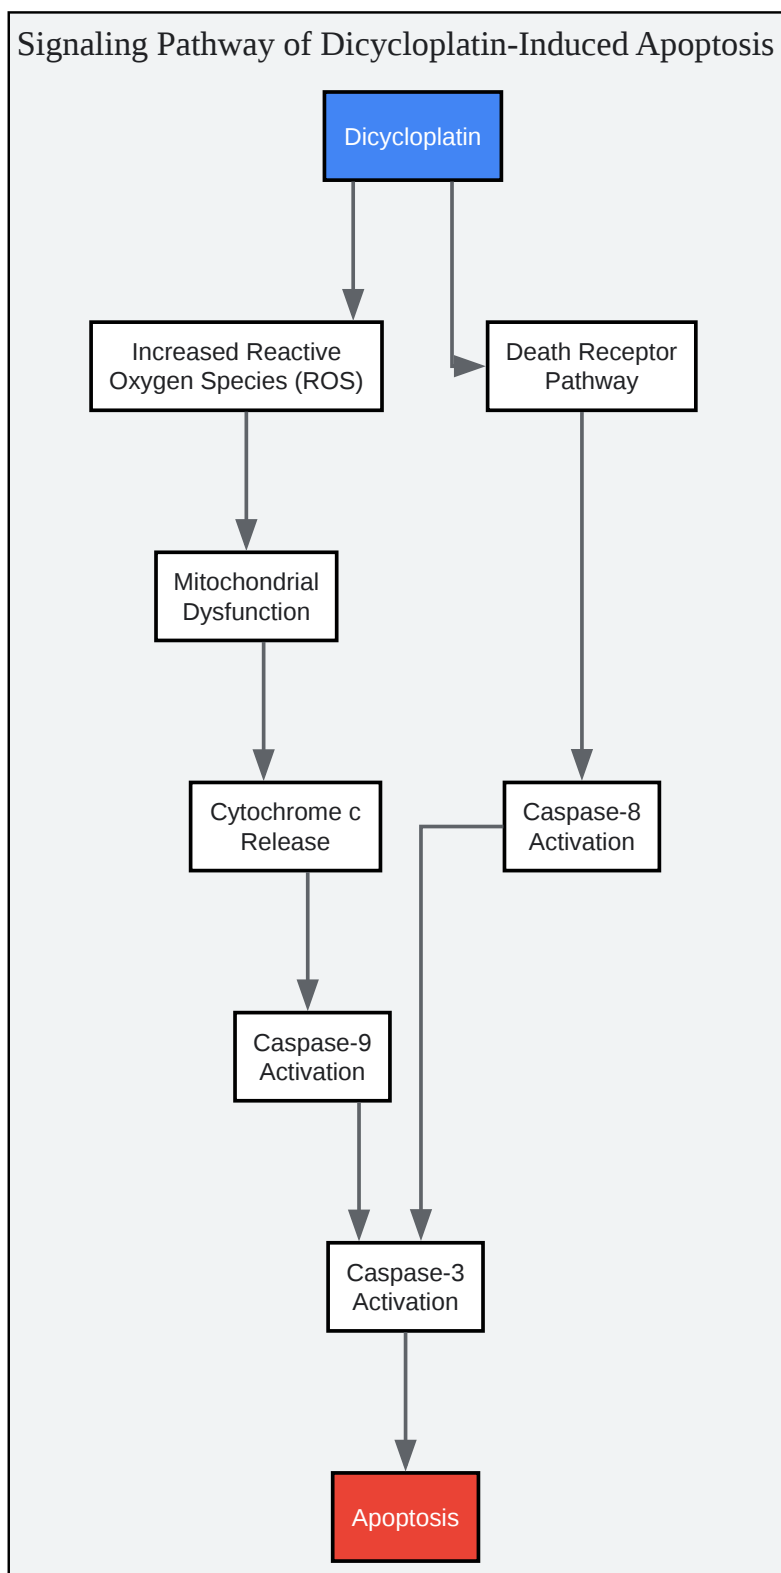 Signaling Pathway of Dicycloplatin-Induced Apoptosis
Dicycloplatin
Increased Reactive
Oxygen Species (ROS)
Death Receptor
Pathway
Mitochondrial
Dysfunction
Cytochrome c
Release
Caspase-8
Activation
Caspase-9
Activation
Caspase-3
Activation
Apoptosis